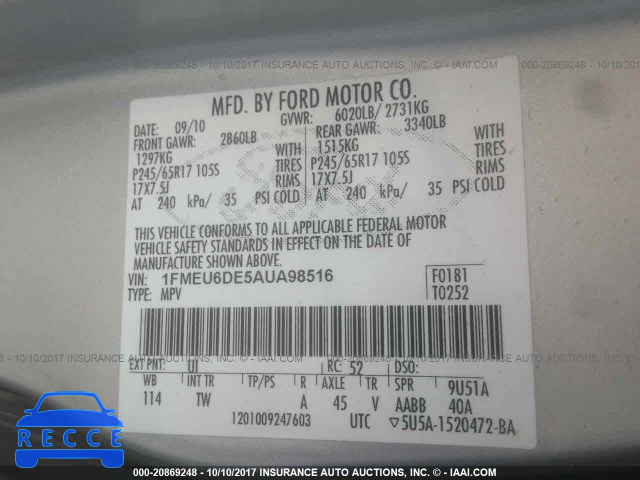 000-20869248 - 10/10/2017 INSURANCE AUTO AUCTIONS, INC. - IAAI.COM
MFD. BY FORD MOTOR CO.
DATE: 09/10 GVWR: 6020LB/ 2731KG
FRONT GAWR: 2860LB REAR GAWR: 3340LB
1297KG WITH 1515KG WITH
P245/65R17 105S TIRES P245/65R17 105S TIRES
17X7.5J RIMS 17X7.5J RIMS
AT 240 kPa/ 35 PSI COLD AT 240 kPa/ 35 PSI COLD
THIS VEHICLE CONFORMS TO ALL APPLICABLE FEDERAL MOTOR
VEHICLE SAFETY STANDARDS IN EFFECT ON THE DATE OF
MANUFACTURE SHOWN ABOVE.
VIN: 1FMEU6DE5AUA98516 F0181
TYPE: MPV T0252
EXT PNT: UI RC: 52 DSO:
WB INT TR TP/PS R AXLE TR SPR 9U51A
114 TW A 45 V AABB 40A
1201009247603 UTC ▽5U5A-1520472-BA
RECCE
000-20869248 - 10/10/2017 INSURANCE AUTO AUCTIONS, INC. - IAAI.COM